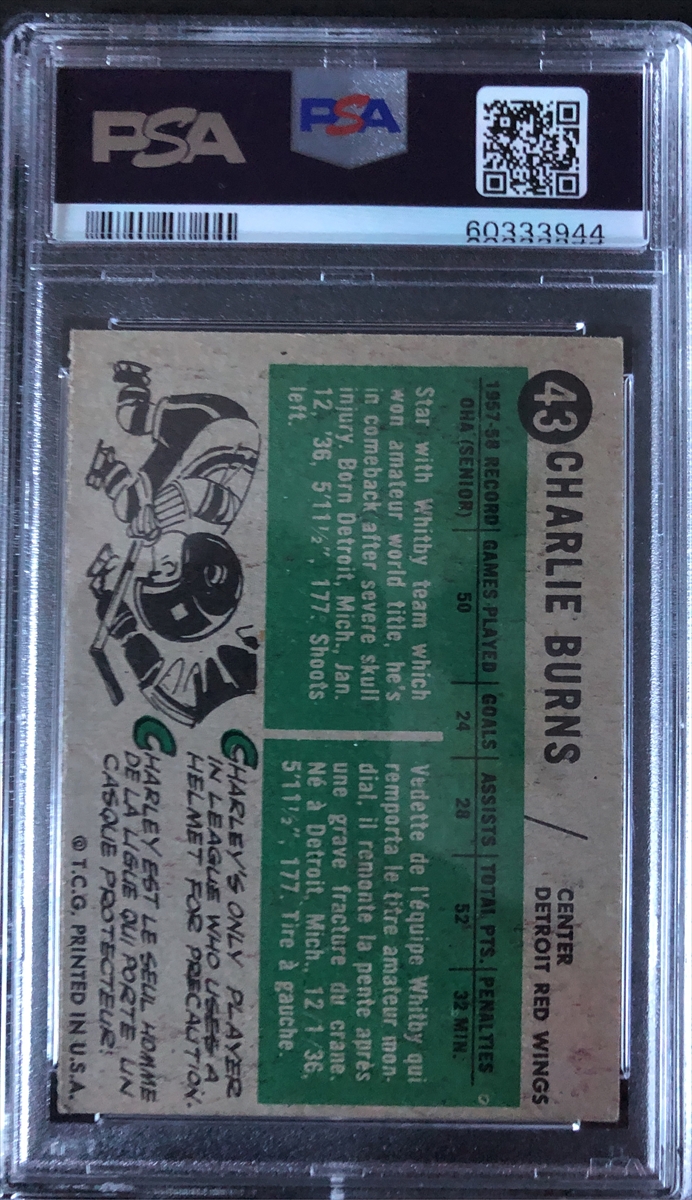 PSA
PSA
60333944
43 CHARLIE BURNS / CENTER
DETROIT RED WINGS
1957-58 RECORD | GAMES PLAYED | GOALS | ASSISTS | TOTAL PTS. | PENALTIES
OHA (SENIOR) 50 24 28 52 32 MIN.
Star with Whitby team which
won amateur world title, he's
in comeback after severe skull
injury. Born Detroit, Mich., Jan.
12, '36, 5'11½", 177. Shoots
left.
Vedette de l'équipe Whitby qui
remporta le titre amateur mon-
dial, il remonte la pente après
une grave fracture du crane.
Né à Detroit, Mich., 12/1/36,
5'11½", 177. Tire à gauche.
CHARLEY'S ONLY PLAYER
IN LEAGUE WHO USES A
HELMET FOR PRECAUTION.
CHARLEY EST LE SEUL HOMME
DE LA LIGUE QUI PORTE UN
CASQUE PROTECTEUR!
© T.C.G. PRINTED IN U.S.A.
PSA